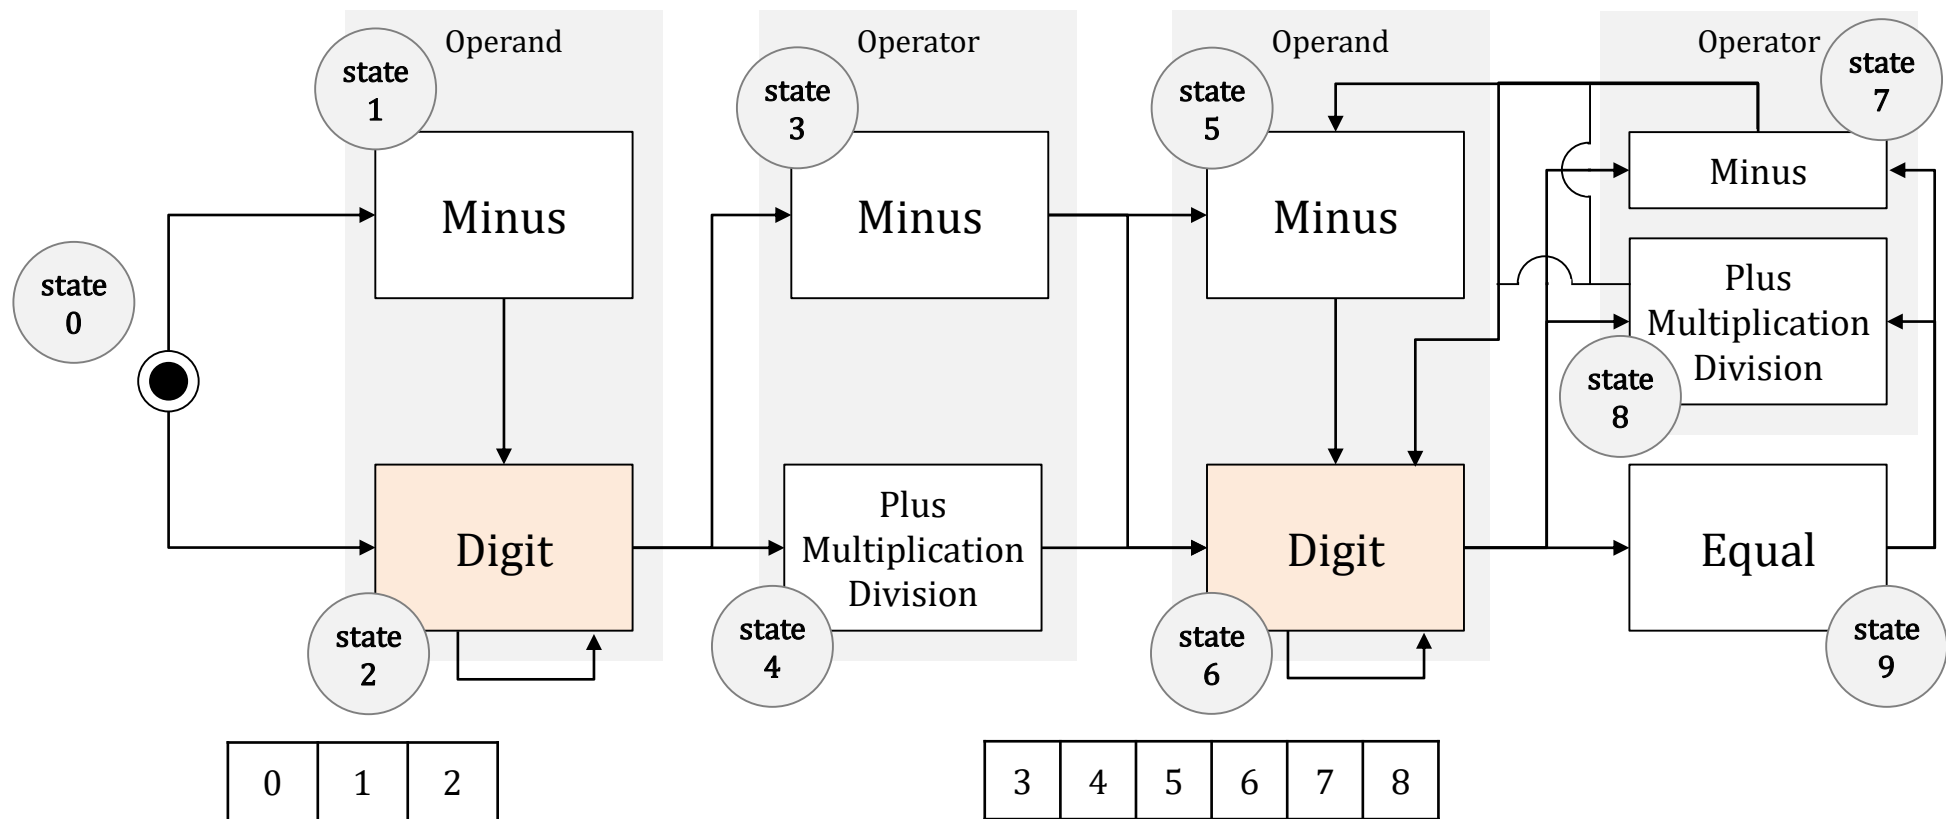 Operand
Operator
Operand
Operator
state
1
state
3
state
5
state
7
Minus
Minus
Minus
Minus
state
0
Plus
Multiplication
Division
state
8
Digit
Plus
Multiplication
Division
Digit
Equal
state
2
state
4
state
6
state
9
0 1 2
3 4 5 6 7 8